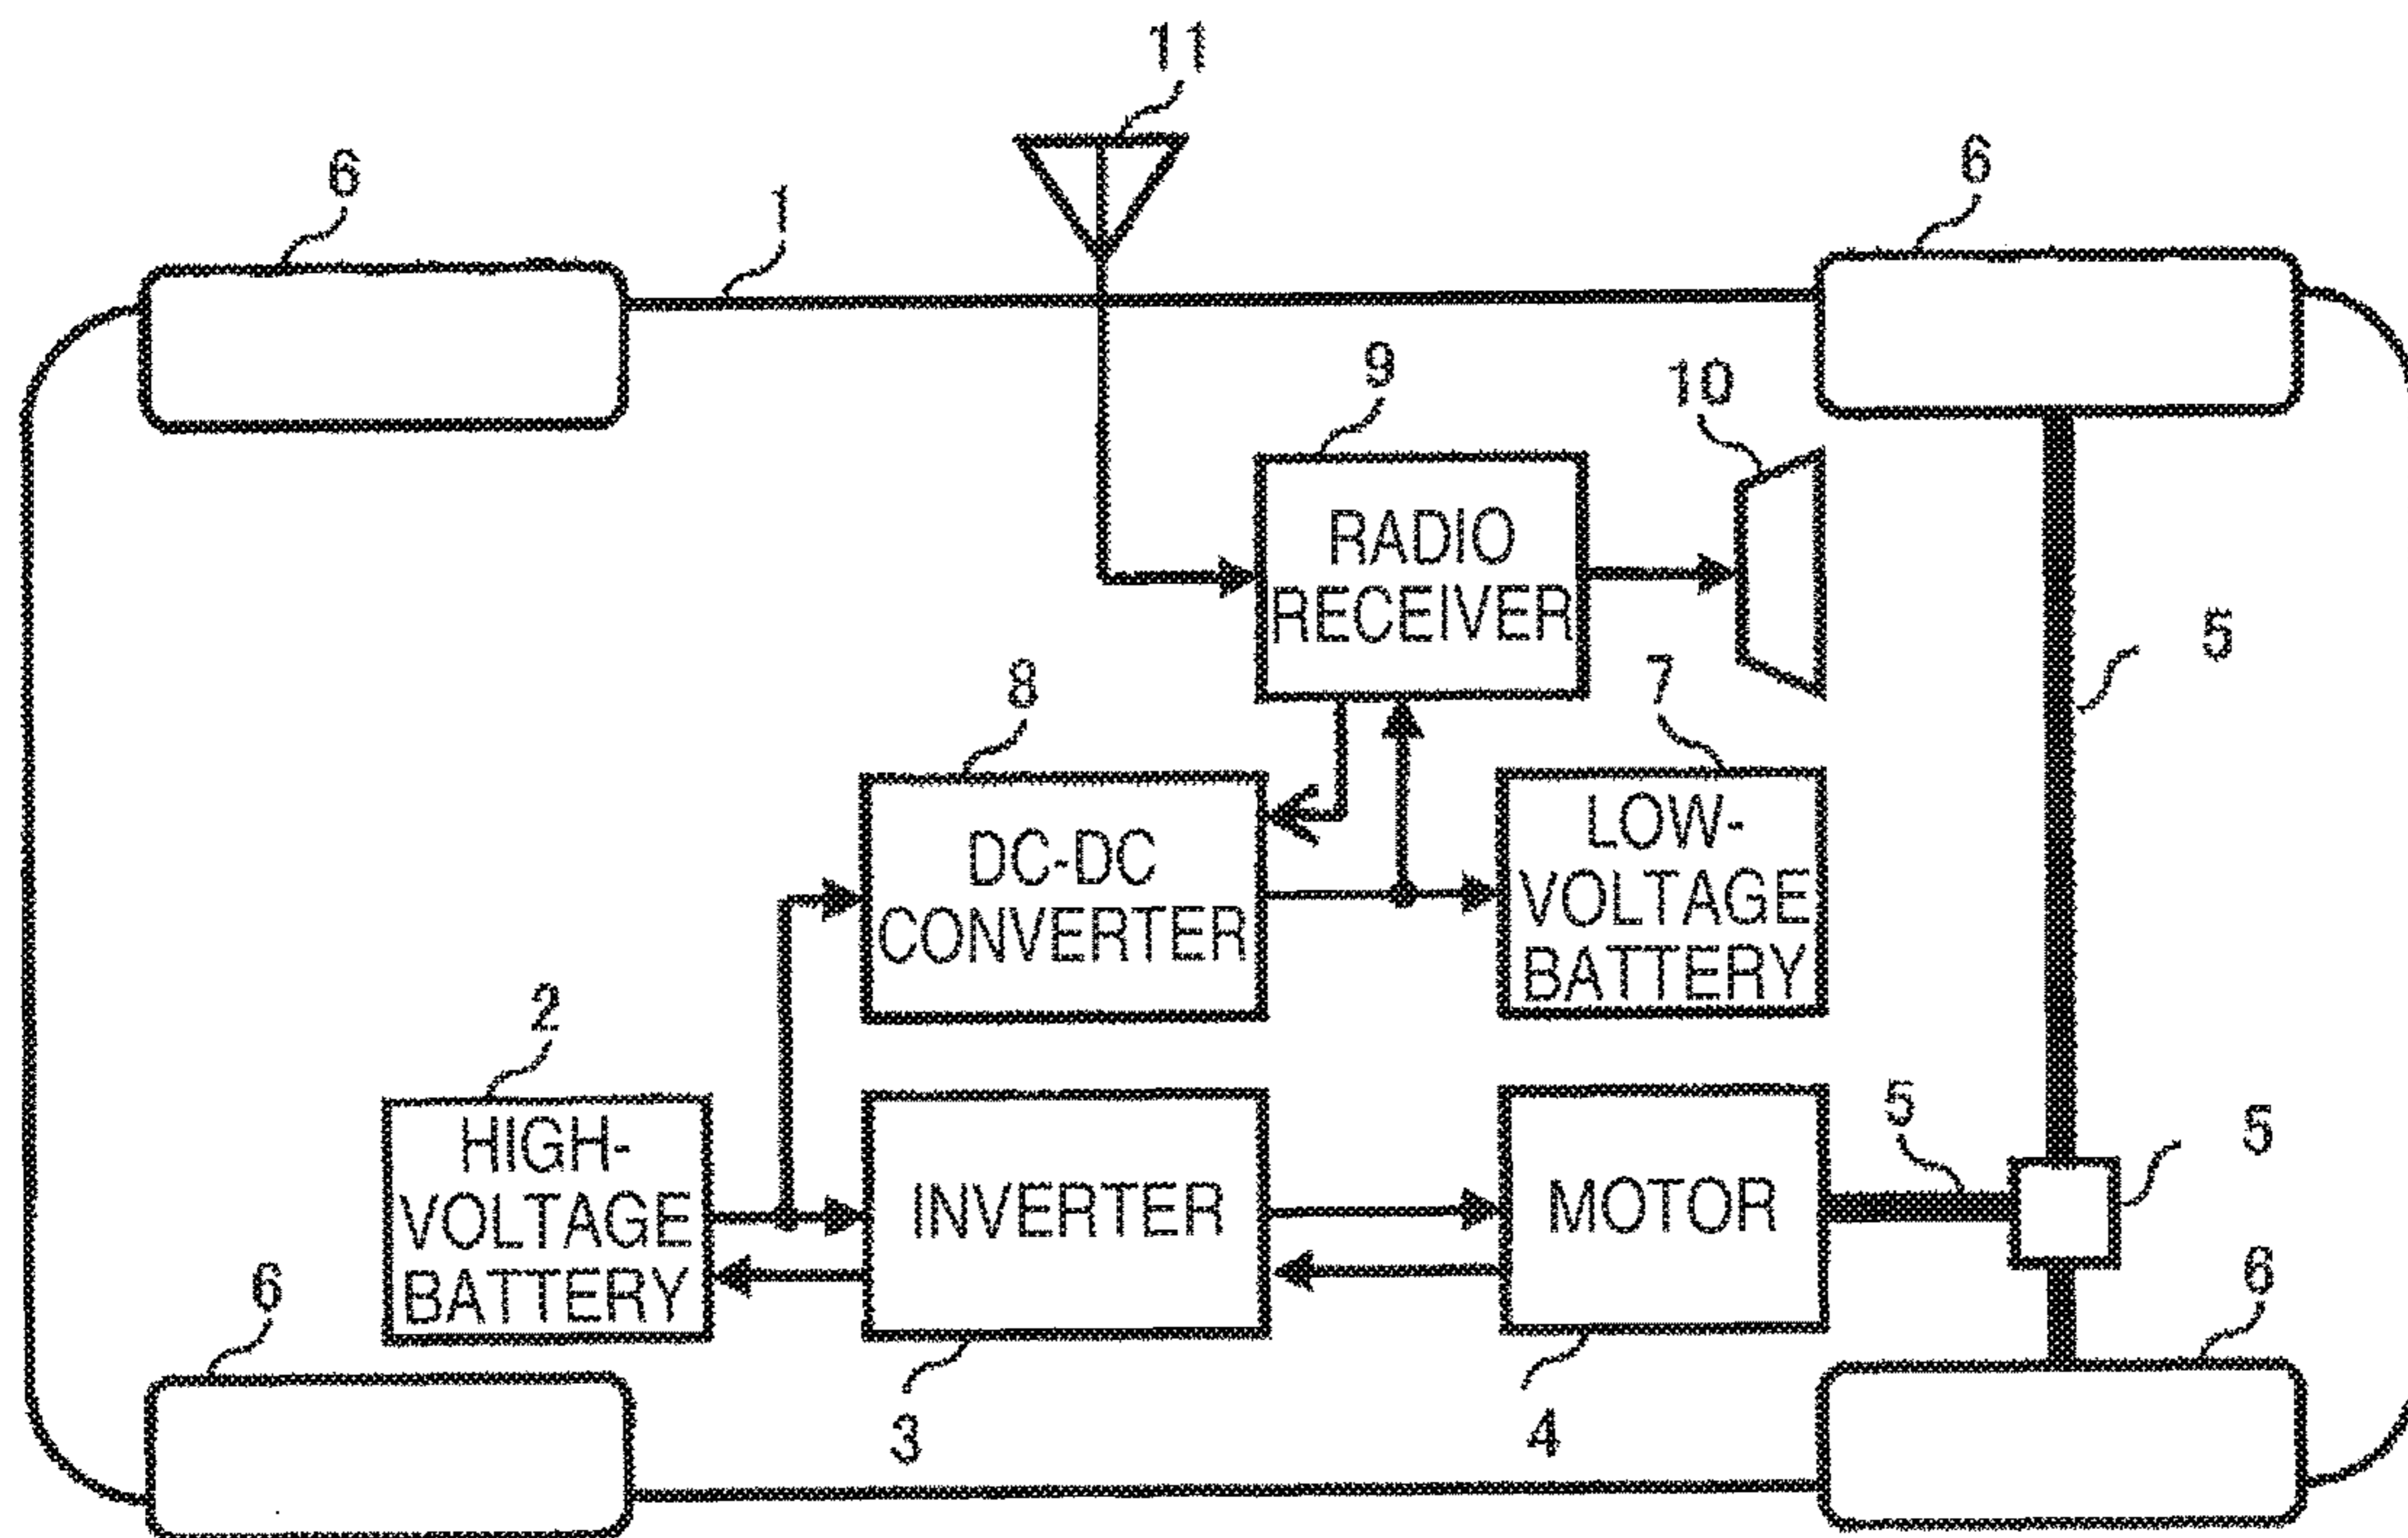 11
6
1
6
9
10
RADIO
RECEIVER
5
8
7
DC-DC
CONVERTER
LOW-
VOLTAGE
BATTERY
2
HIGH-
VOLTAGE
BATTERY
INVERTER
MOTOR
5
5
6
6
3
4